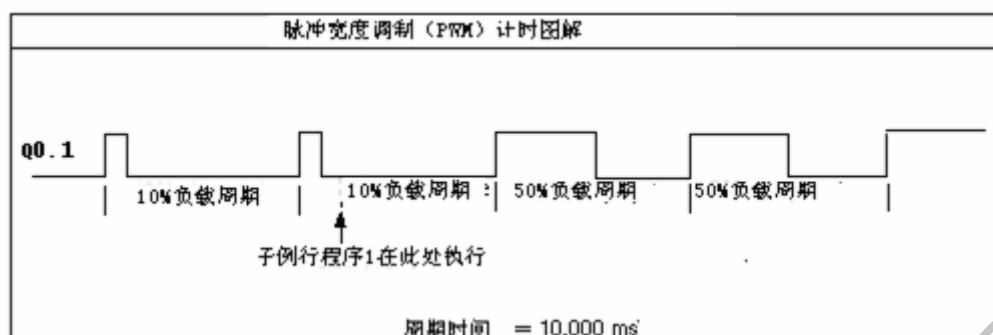 脉冲宽度调制（PWM）计时图解
Q0.1
10%负载周期 10%负载周期 50%负载周期 50%负载周期
子例行程序1在此处执行
周期时间 = 10,000 ms